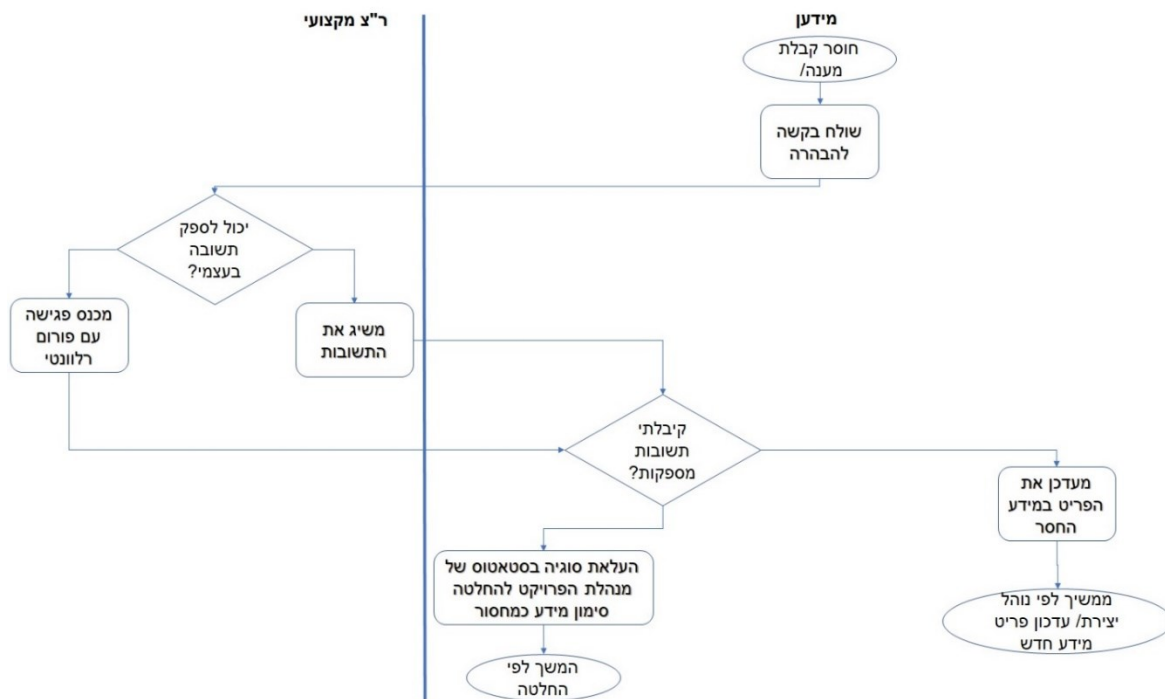 מידען
ר"צ מקצועי
חוסר קבלת
מענה/
שולח בקשה
להבהרה
יכול לספק
תשובה
בעצמי?
משיג את
התשובות
מכנס פגישה
עם פורום
רלוונטי
קיבלתי
תשובות
מספקות?
מעדכן את
הפריט במידע
החסר
העלאת סוגיה בסטאטוס של
מנהלת הפרויקט להחלטה
סימון מידע כמחסור
ממשיך לפי נוהל
יצירת/ עדכון פריט
מידע חדש
המשך לפי
החלטה